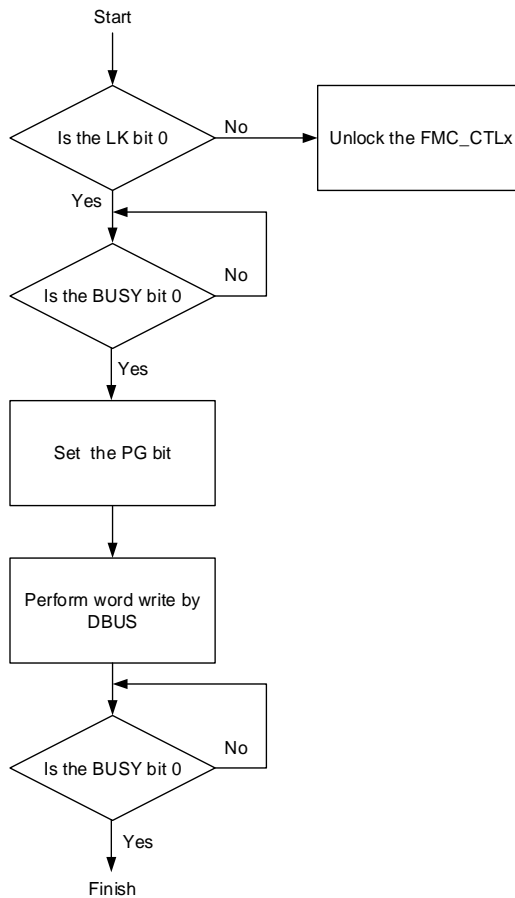 Start
Is the LK bit 0
No
Unlock the FMC_CTLx
Yes
Is the BUSY bit 0
No
Yes
Set the PG bit
Perform word write by
DBUS
Is the BUSY bit 0
No
Yes
Finish